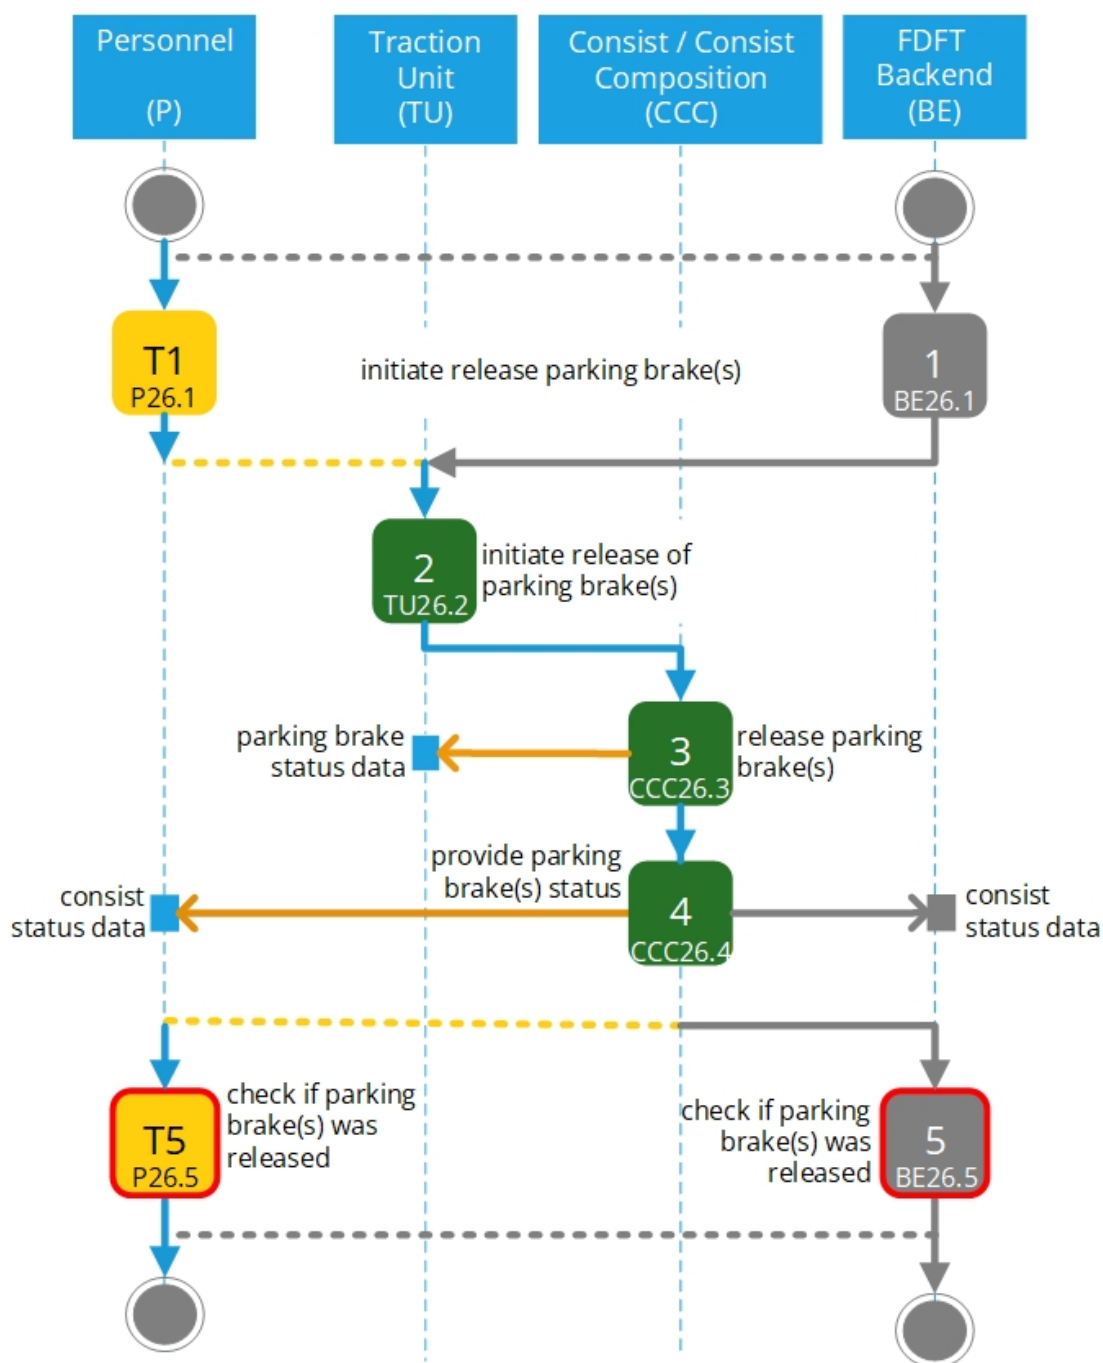 Personnel
(P)
Traction
Unit
(TU)
Consist / Consist
Composition
(CCC)
FDFT
Backend
(BE)
T1
P26.1
initiate release parking brake(s)
1
BE26.1
2
TU26.2
initiate release of
parking brake(s)
parking brake
status data
3
CCC26.3
release parking
brake(s)
provide parking
brake(s) status
consist
status data
4
CCC26.4
consist
status data
T5
P26.5
check if parking
brake(s) was
released
check if parking
brake(s) was
released
5
BE26.5